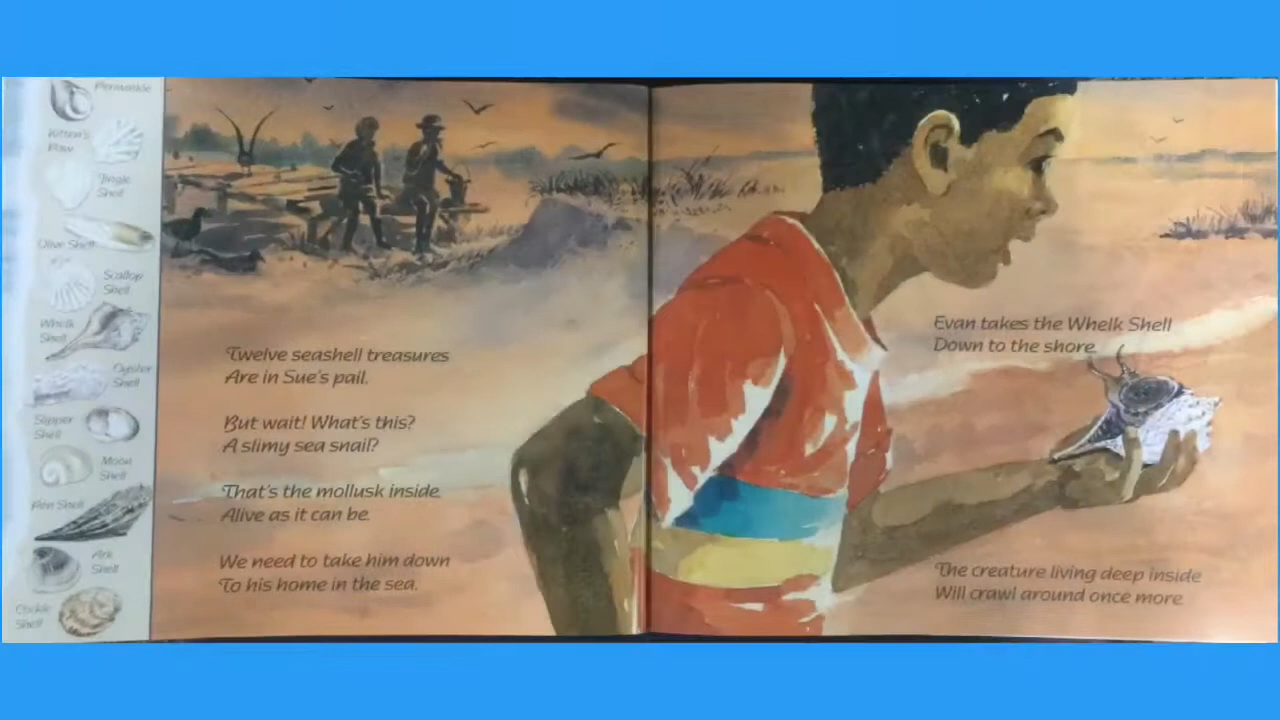 Periwinkle
Kitten's
Paw
Jingle
Shell
Olive Shell
Scallop
Shell
Whelk
Shell
Oyster
Shell
Slipper
Shell
Moon
Shell
Pen Shell
Ark
Shell
Cockle
Shell
Twelve seashell treasures
Are in Sue's pail.
But wait! What's this?
A slimy sea snail?
That's the mollusk inside,
Alive as it can be.
We need to take him down
To his home in the sea.
Evan takes the Whelk Shell
Down to the shore.
The creature living deep inside
Will crawl around once more.